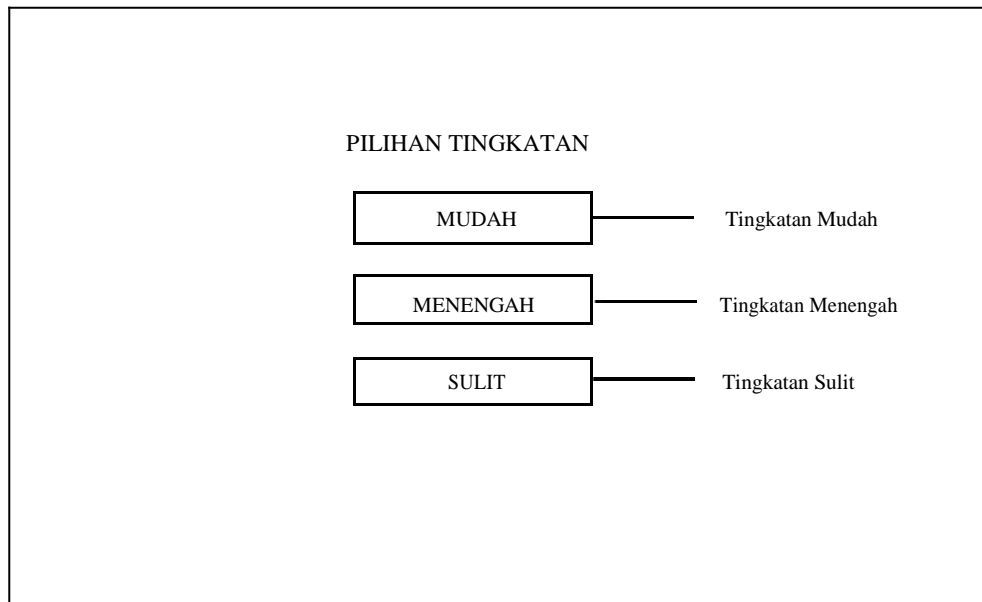 PILIHAN TINGKATAN
MUDAH
Tingkatan Mudah
MENENGAH
Tingkatan Menengah
SULIT
Tingkatan Sulit